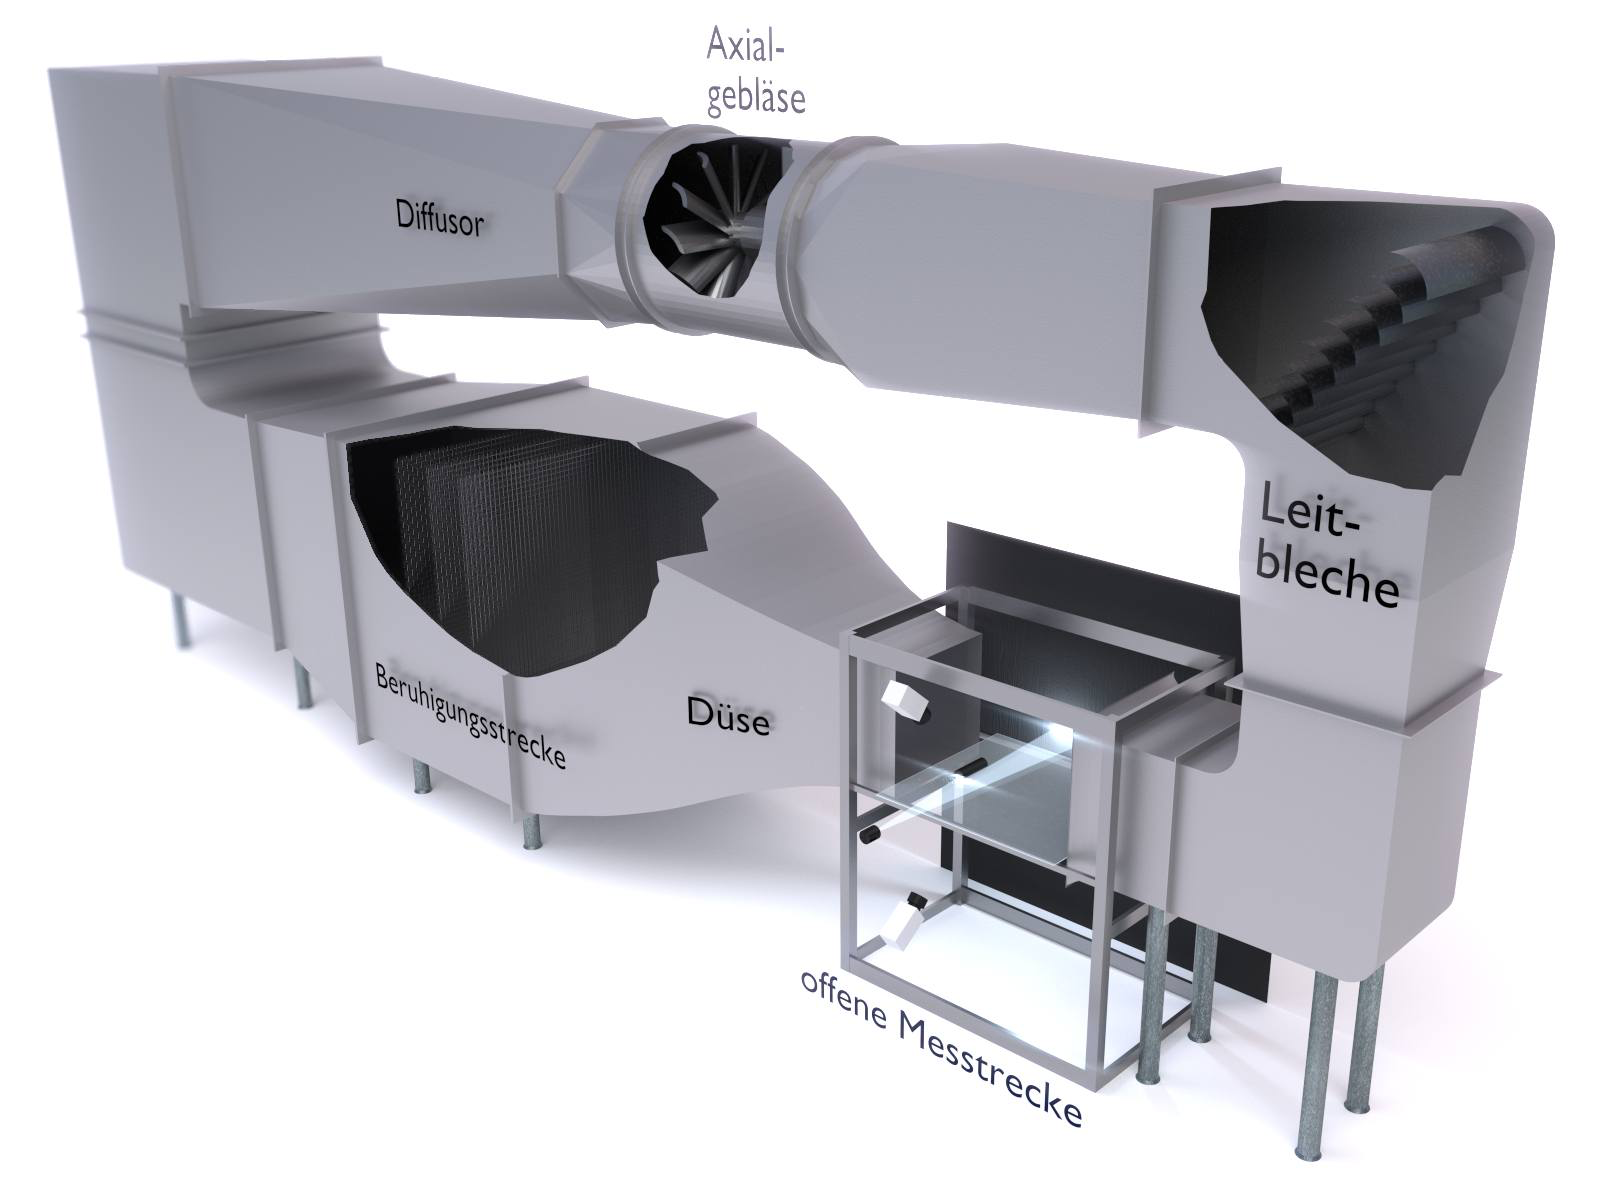 Axial-
gebläse
Diffusor
Leit-
bleche
Beruhigungsstrecke
Düse
offene Messtrecke